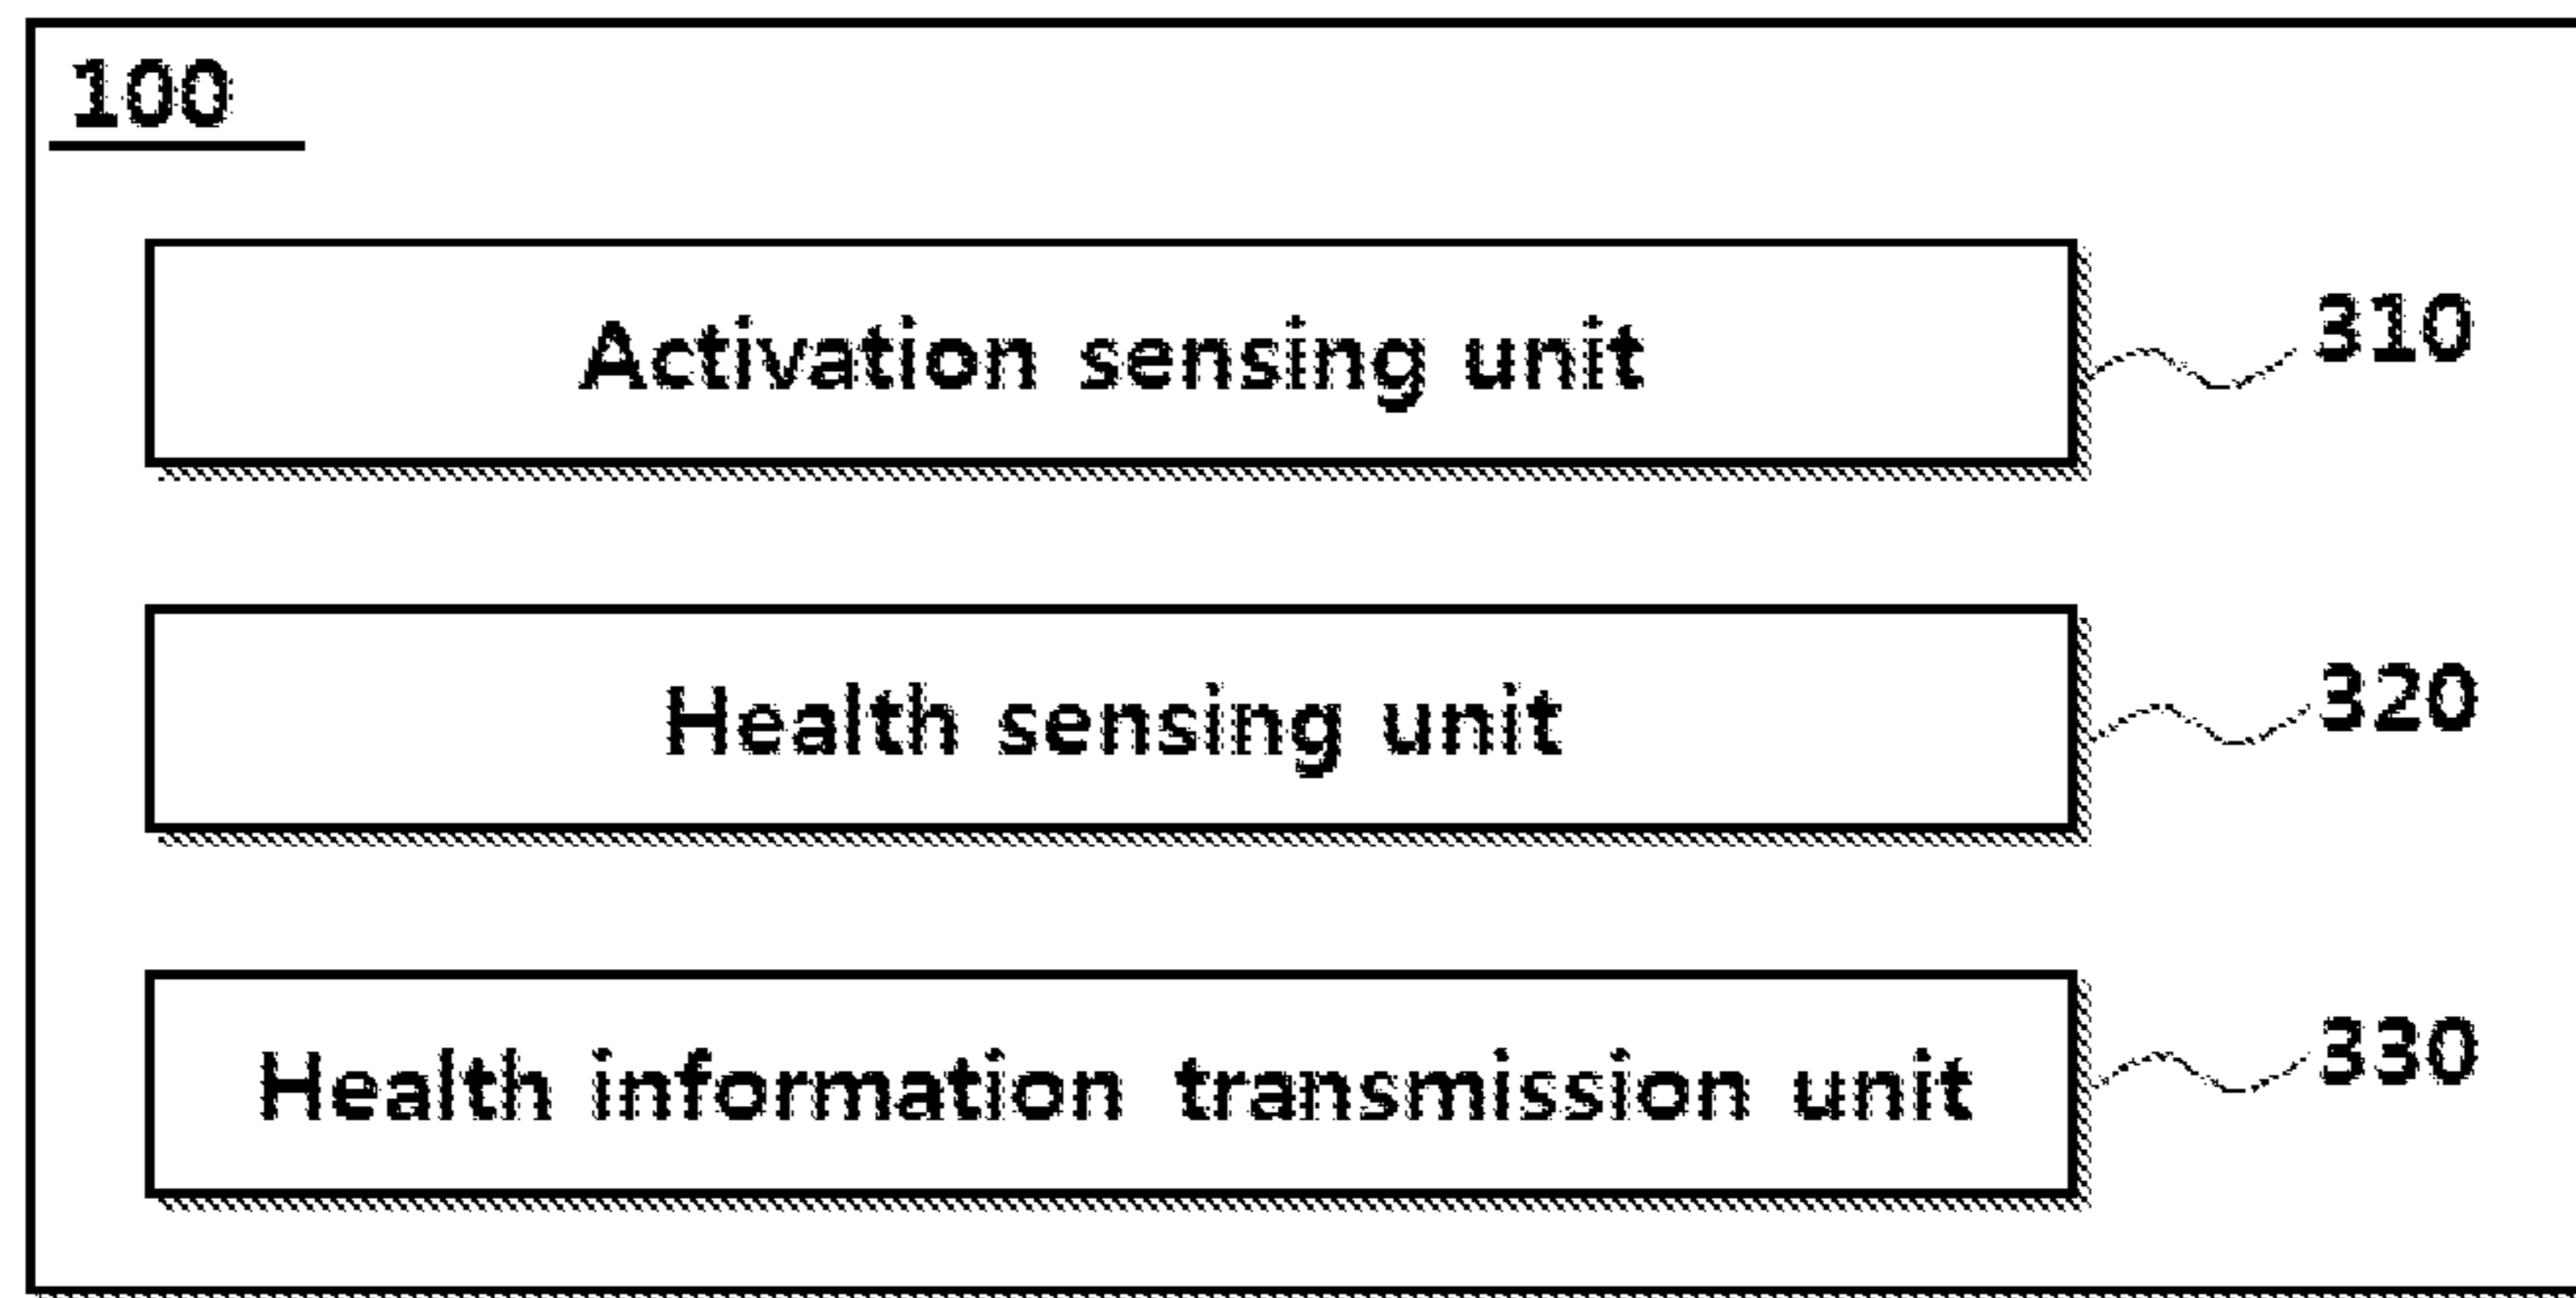 100
Activation sensing unit 310
Health sensing unit 320
Health information transmission unit 330